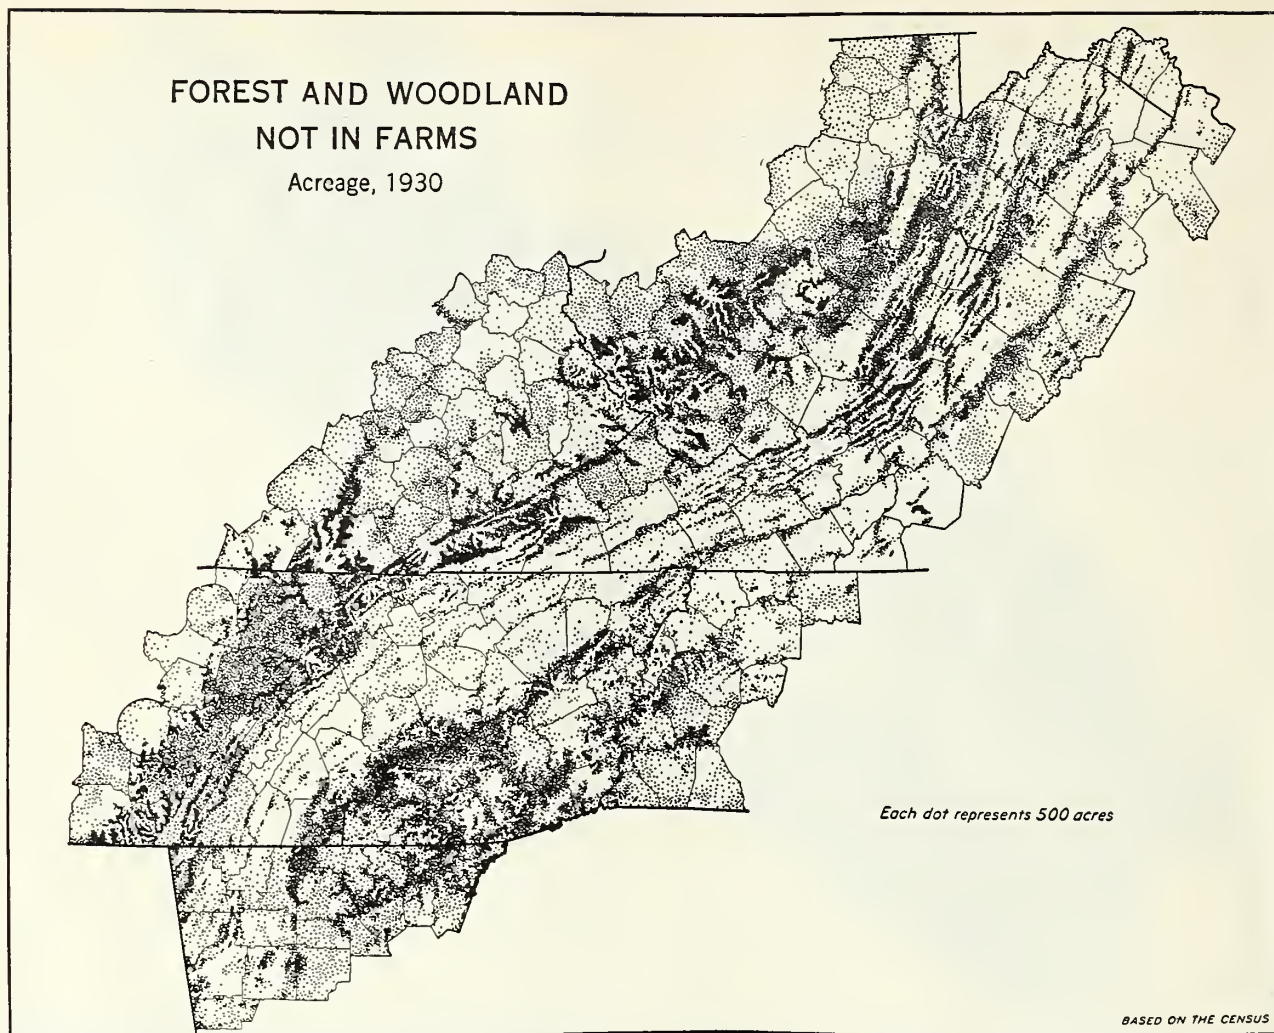 FOREST AND WOODLAND
NOT IN FARMS
Acreage, 1930
Each dot represents 500 acres
BASED ON THE CENSUS